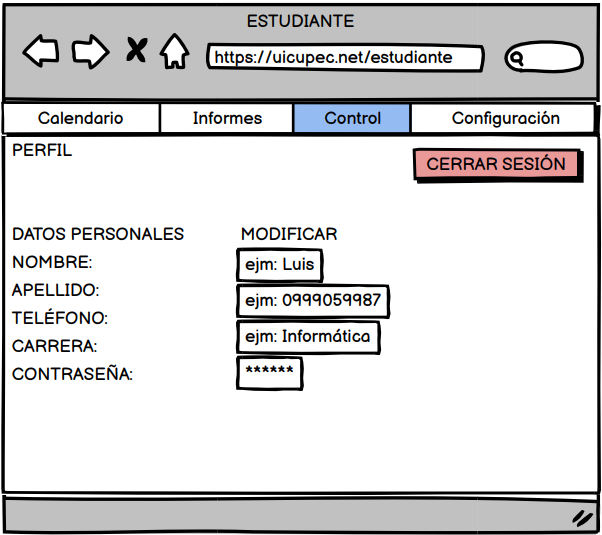 ESTUDIANTE
https://uicupec.net/estudiante
Calendario
Informes
Control
Configuración
PERFIL
CERRAR SESIÓN
DATOS PERSONALES
MODIFICAR
NOMBRE:
ejm: Luis
APELLIDO:
ejm: 0999059987
TELÉFONO:
ejm: Informática
CARRERA:
CONTRASEÑA:
******